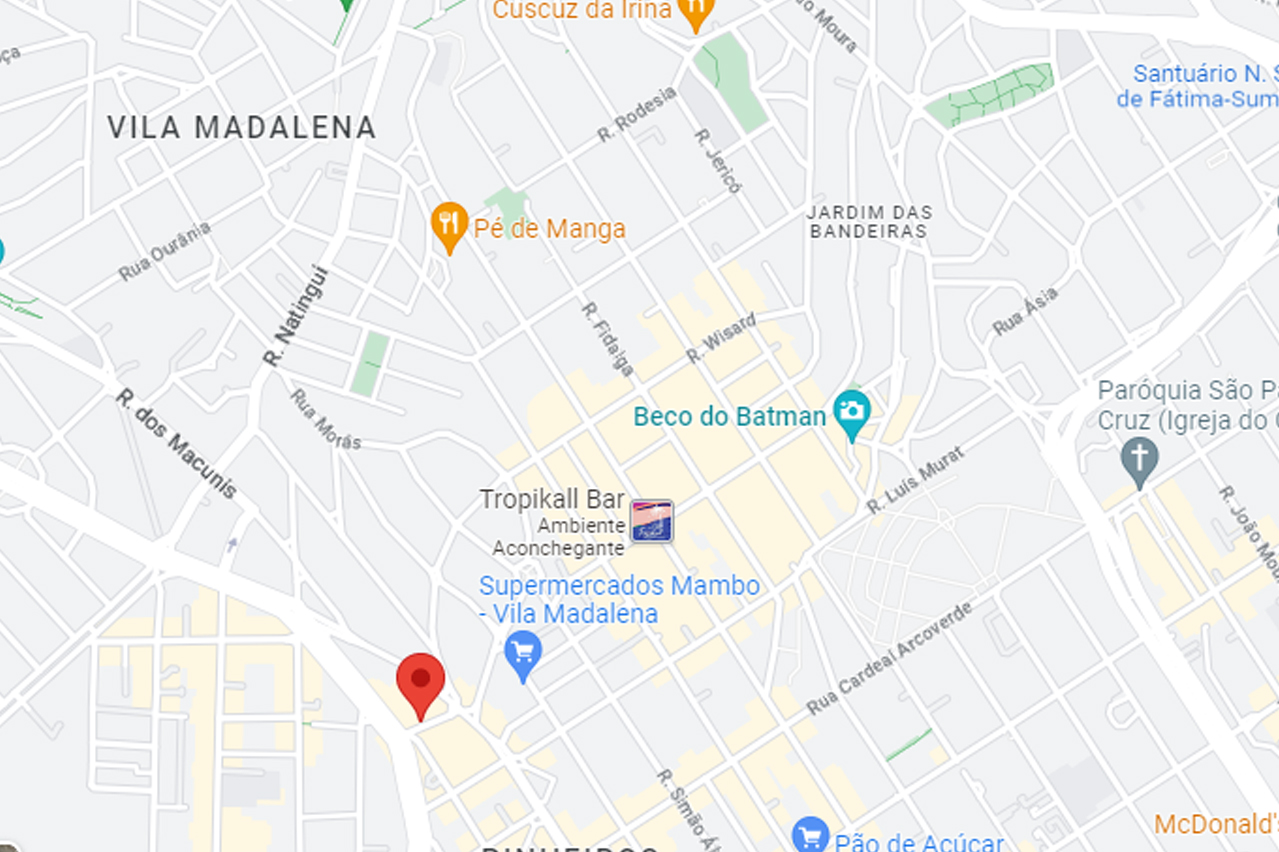 Cuscuz da Irina
Moura
Santuário N. S
de Fátima-Sum
VILA MADALENA
R. Rodesia
R. Jericó
JARDIM DAS
BANDEIRAS
Pé de Manga
Rua Ourânia
R. Natingui
Rua Ásia
R. Fidalga
R. Wisard
Paróquia São Pa
Cruz (Igreja do C
R. dos Macunis
Rua Morás
Beco do Batman
R. Luís Murat
Tropikall Bar
Ambiente
Aconchegante
R. João Mou
Supermercados Mambo
- Vila Madalena
Rua Cardeal Arcoverde
R. Simão Ál
McDonald's
Pão de Açúcar
PINHEIROS